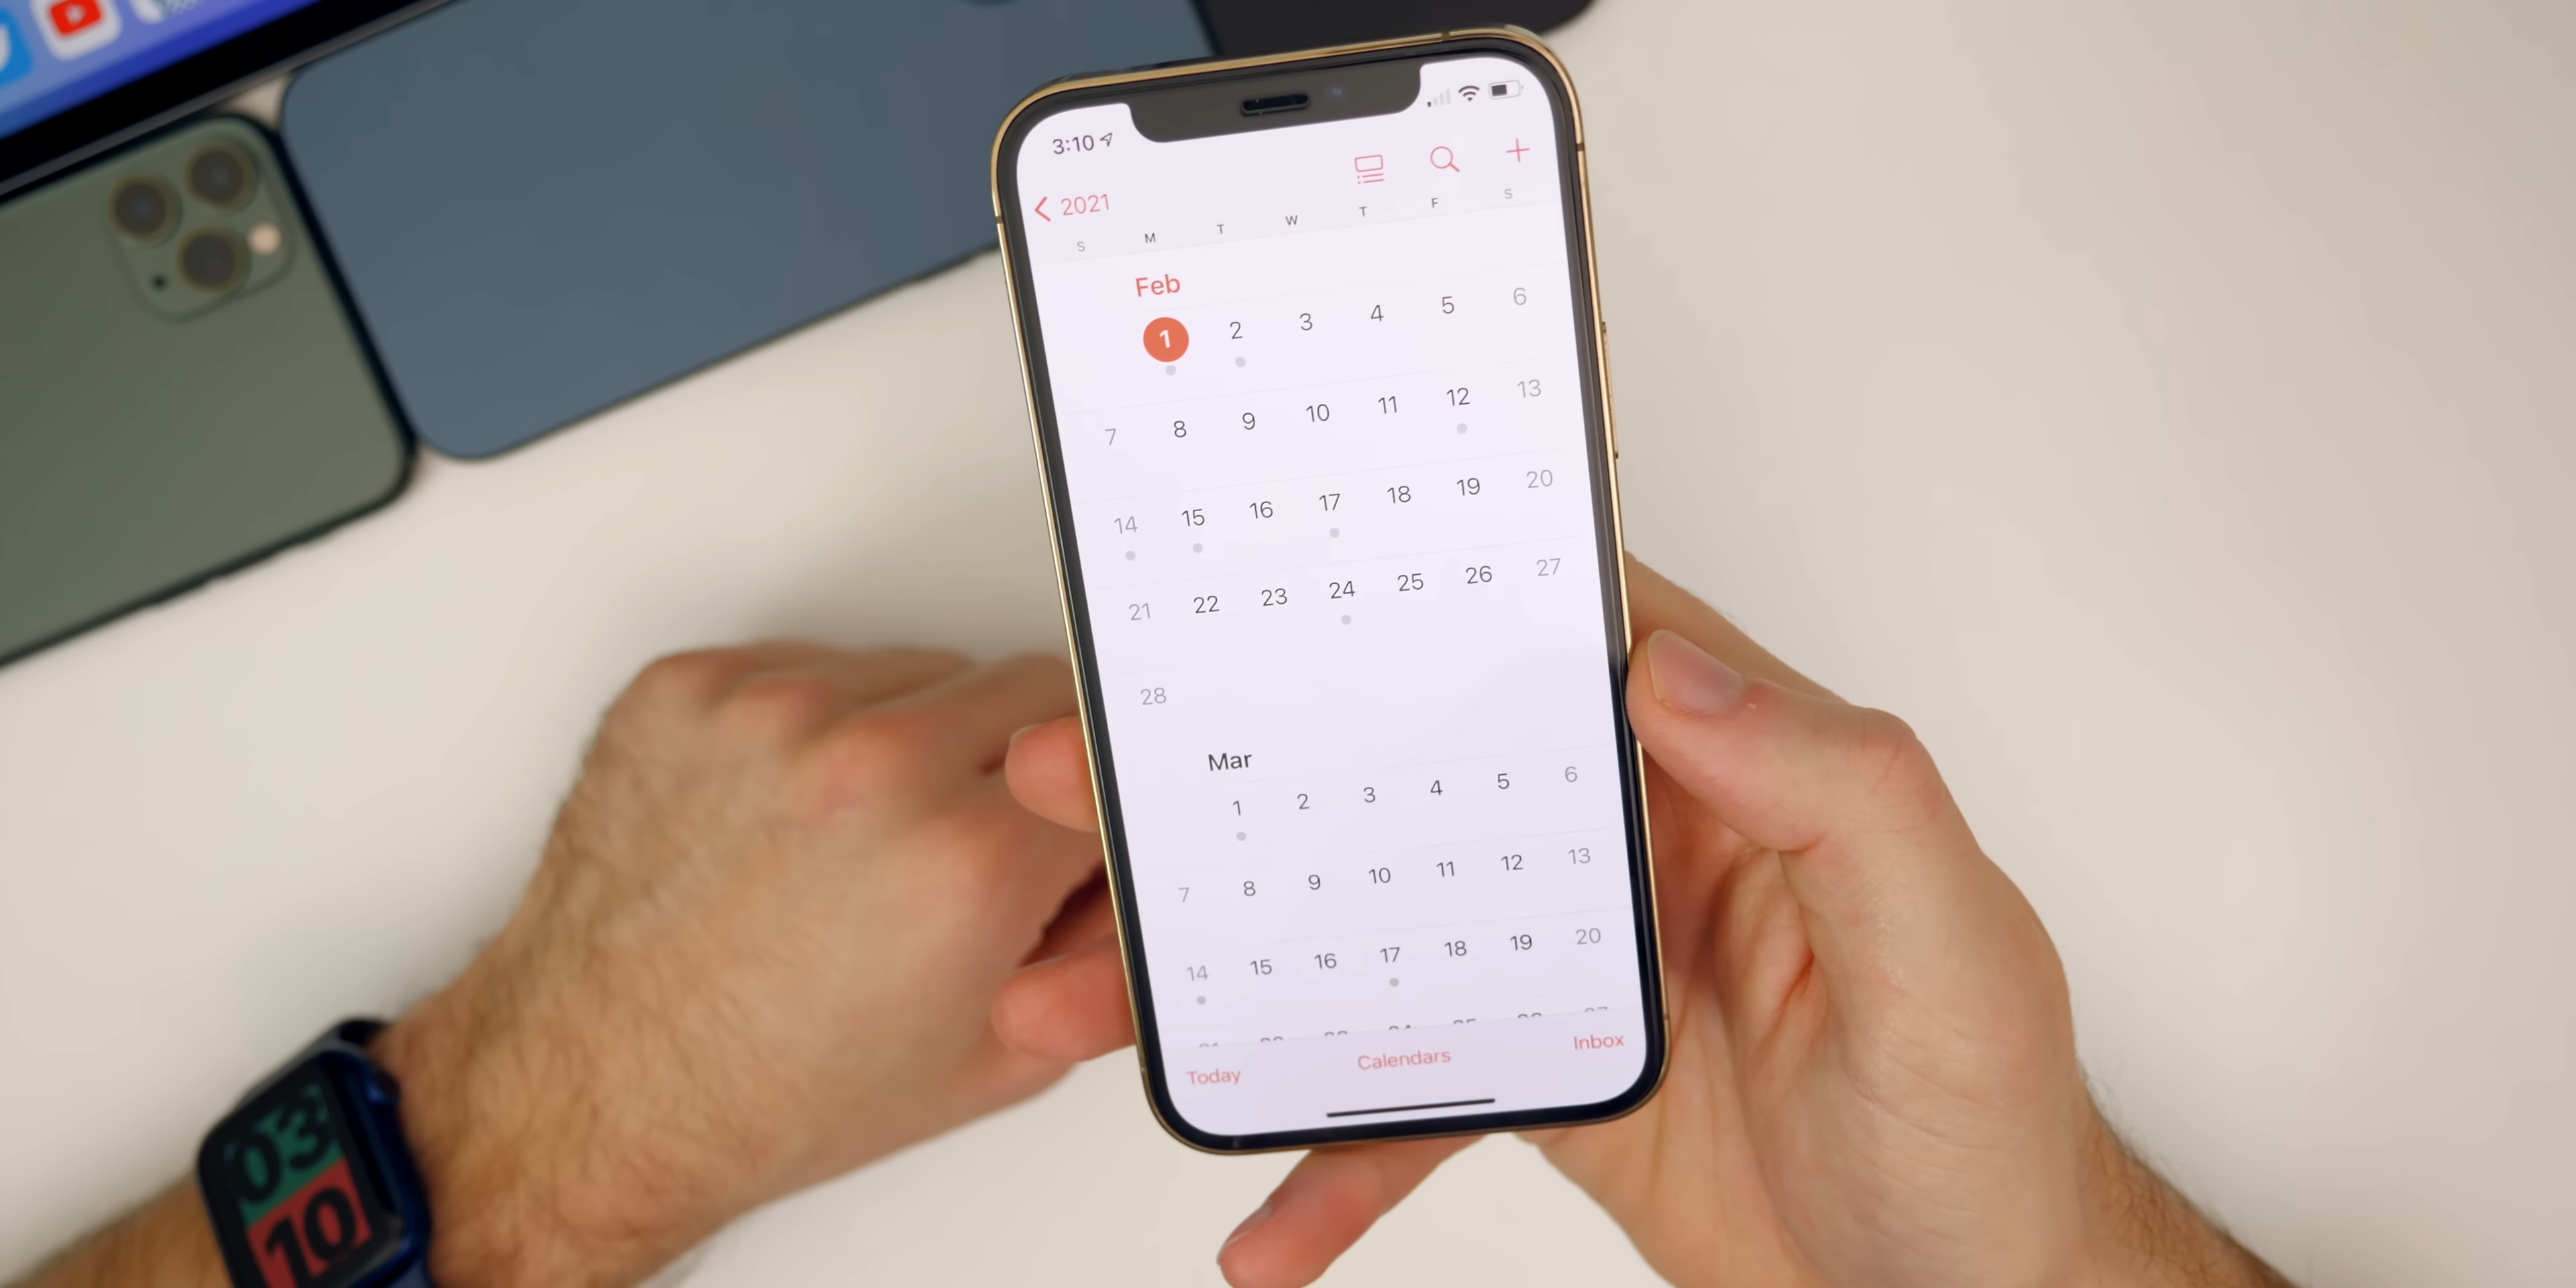 3:10
2021
S M T W T F S
Feb
1 2 3 4 5 6
7 8 9 10 11 12 13
14 15 16 17 18 19 20
21 22 23 24 25 26 27
28
Mar
1 2 3 4 5 6
7 8 9 10 11 12 13
14 15 16 17 18 19 20
Today Calendars Inbox
03
10